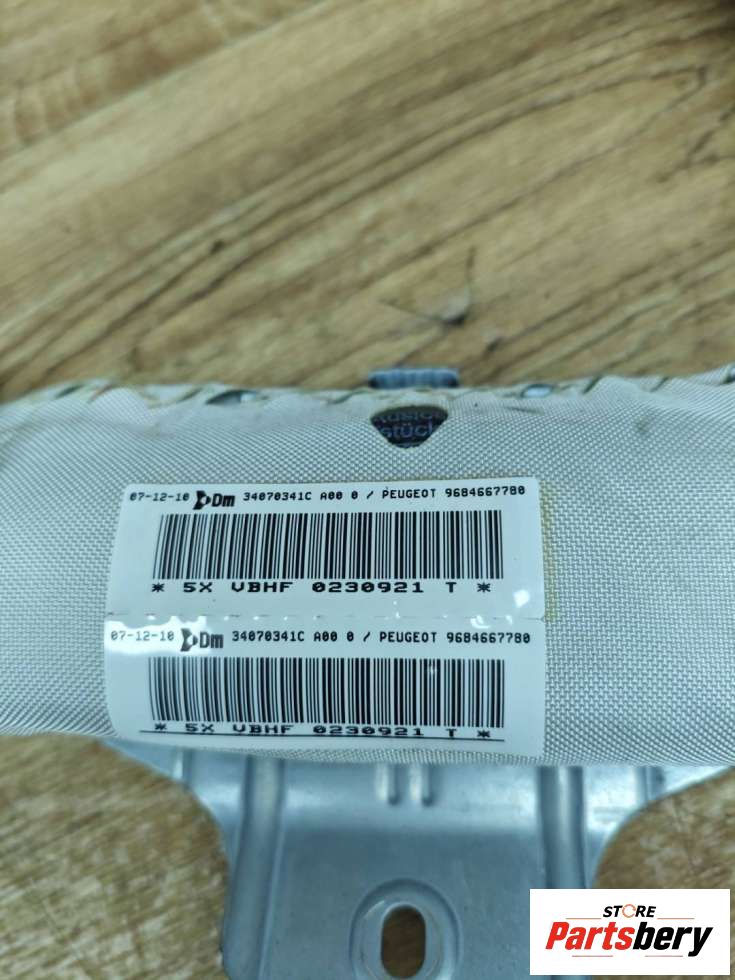 stück
07-12-10 Dm 34070341C A00 0 / PEUGEOT 9684667780
* 5X VBHF 0230921 T *
07-12-10 Dm 34070341C A00 0 / PEUGEOT 9684667780
* 5X VBHF 0230921 T *
STORE
Partsbery